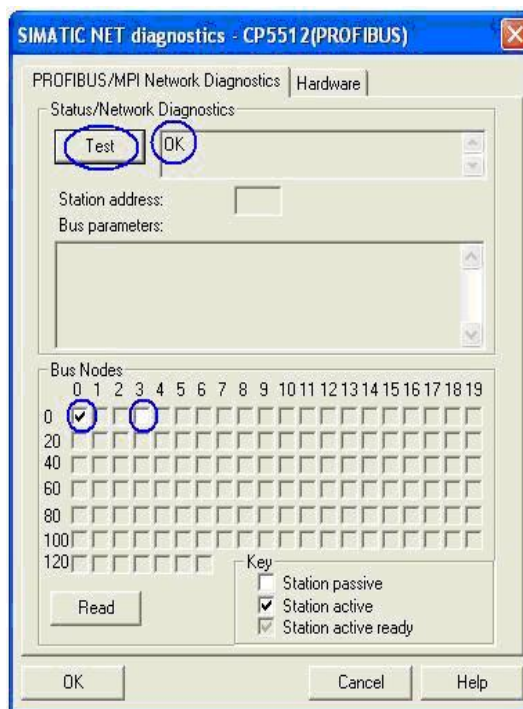 SIMATIC NET diagnostics - CP5512(PROFIBUS)
PROFIBUS/MPI Network Diagnostics
Hardware
Status/Network Diagnostics
Test
OK
Station address:
Bus parameters:
Bus Nodes
0 1 2 3 4 5 6 7 8 9 10 11 12 13 14 15 16 17 18 19
0
20
40
60
80
100
120
Key
Station passive
Station active
Station active ready
Read
OK
Cancel
Help